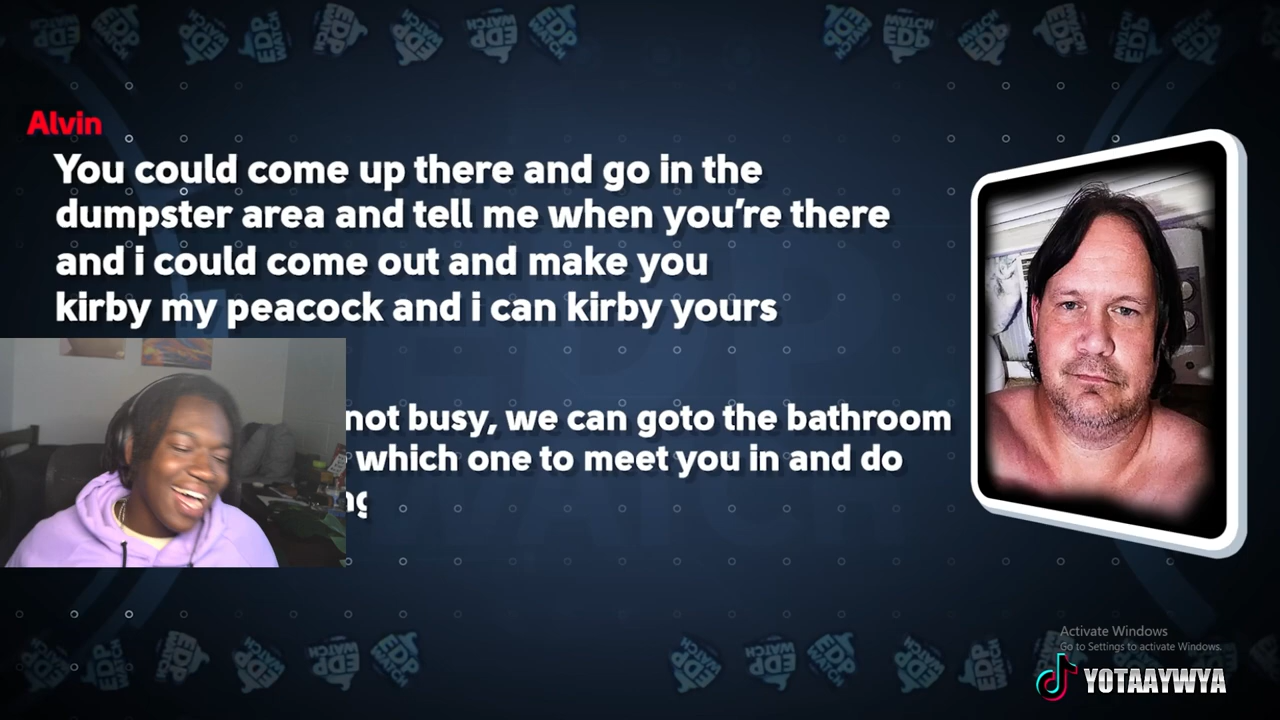 Alvin
You could come up there and go in the
dumpster area and tell me when you're there
and i could come out and make you
kirby my peacock and i can kirby yours
not busy, we can goto the bathroom
which one to meet you in and do
EDP WATCH
Activate Windows
Go to Settings to activate Windows.
YOTAAYWYA